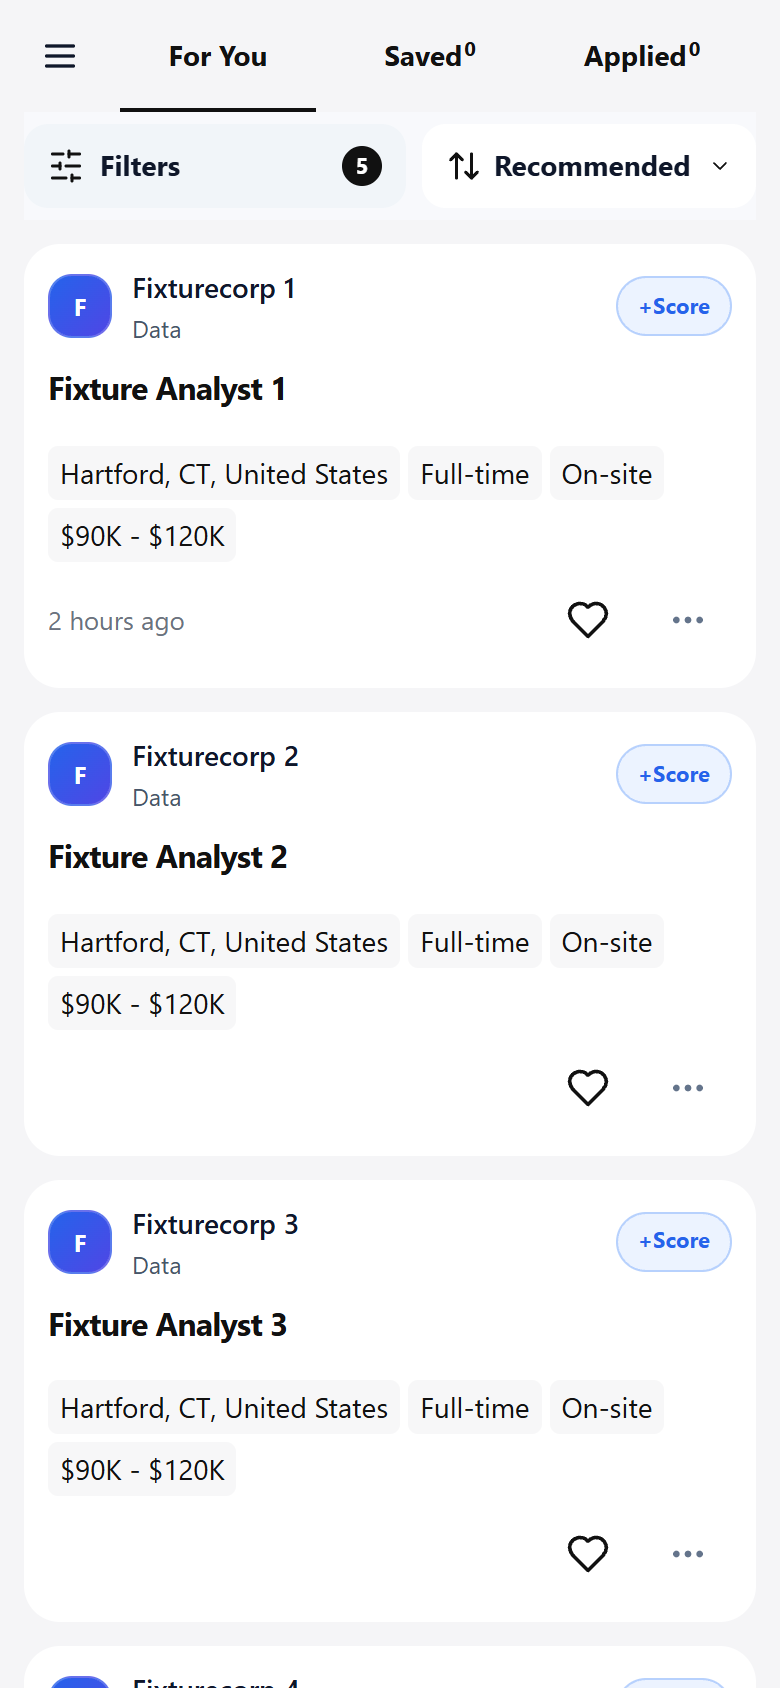 For You
Saved0
Applied0
Filters
5
Recommended
F
Fixturecorp 1
Data
+Score
Fixture Analyst 1
Hartford, CT, United States
Full-time
On-site
$90K - $120K
2 hours ago
F
Fixturecorp 2
Data
+Score
Fixture Analyst 2
Hartford, CT, United States
Full-time
On-site
$90K - $120K
F
Fixturecorp 3
Data
+Score
Fixture Analyst 3
Hartford, CT, United States
Full-time
On-site
$90K - $120K
Fixturecorp 4